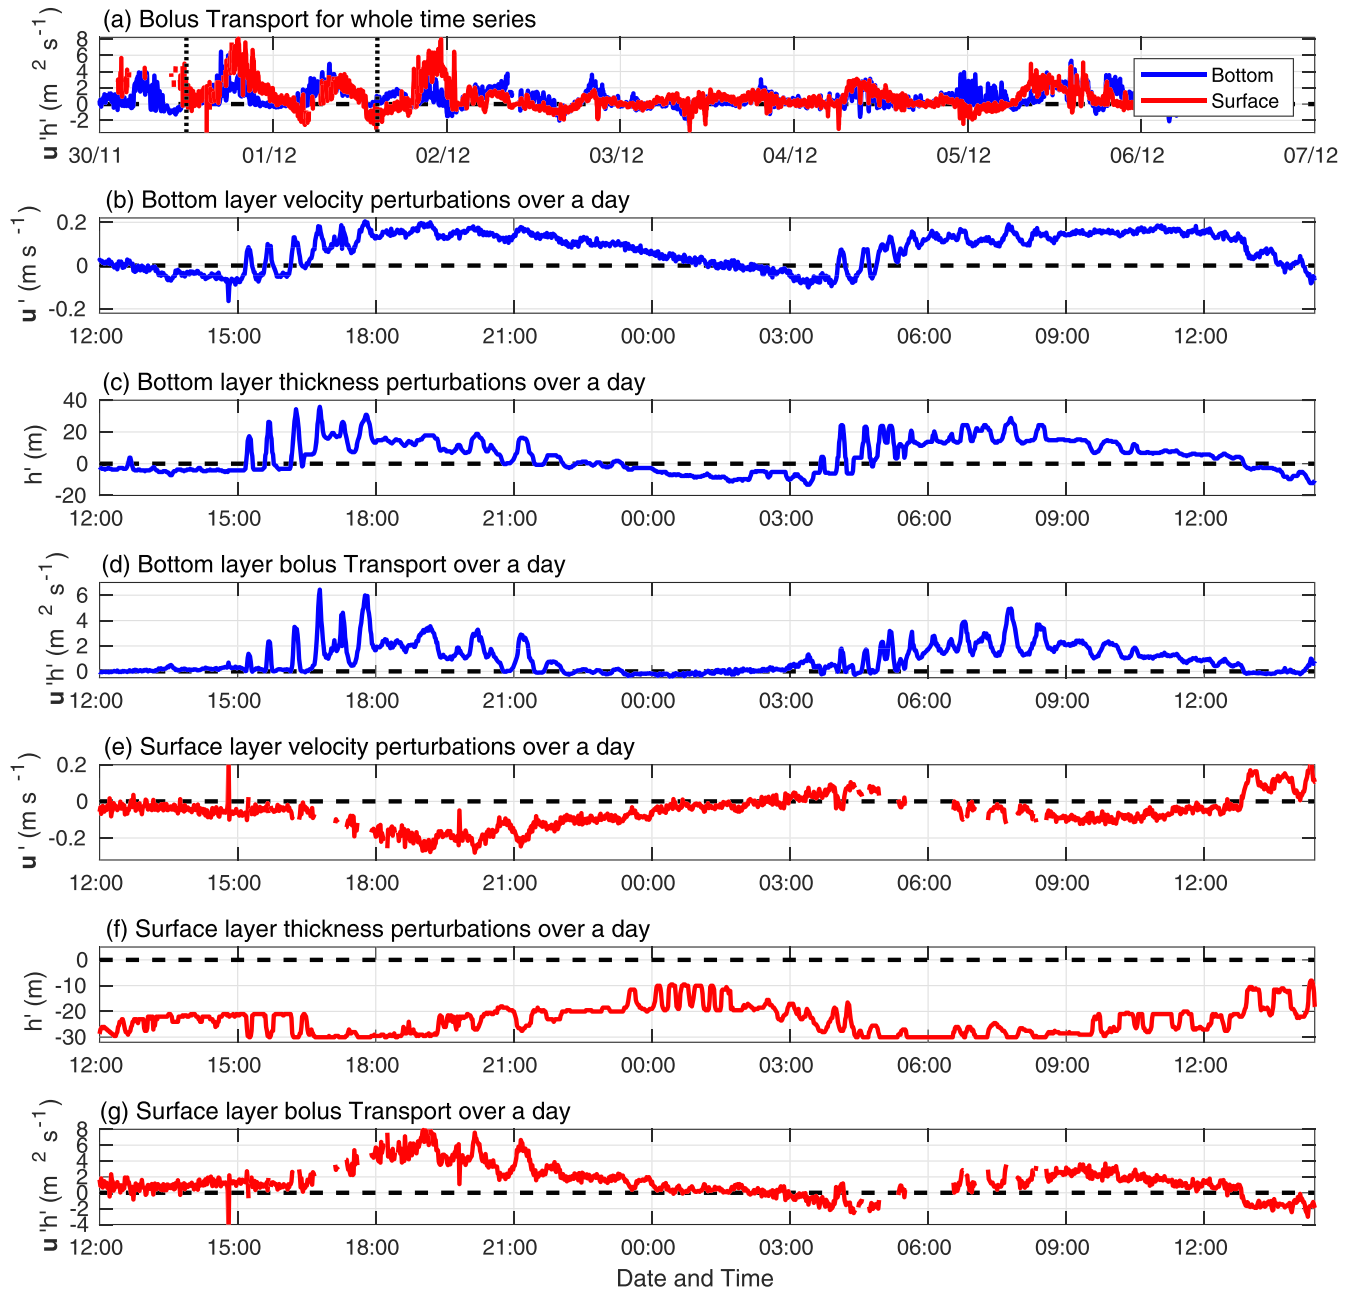 (a) Bolus Transport for whole time series
u'h' (m 2 s-1)
8
6
4
2
0
-2
Bottom
Surface
30/11 01/12 02/12 03/12 04/12 05/12 06/12 07/12
(b) Bottom layer velocity perturbations over a day
u' (m s-1)
0.2
0
-0.2
12:00 15:00 18:00 21:00 00:00 03:00 06:00 09:00 12:00
(c) Bottom layer thickness perturbations over a day
h' (m)
40
20
0
-20
12:00 15:00 18:00 21:00 00:00 03:00 06:00 09:00 12:00
(d) Bottom layer bolus Transport over a day
u'h' (m 2 s-1)
6
4
2
0
12:00 15:00 18:00 21:00 00:00 03:00 06:00 09:00 12:00
(e) Surface layer velocity perturbations over a day
u' (m s-1)
0.2
0
-0.2
12:00 15:00 18:00 21:00 00:00 03:00 06:00 09:00 12:00
(f) Surface layer thickness perturbations over a day
h' (m)
0
-10
-20
-30
12:00 15:00 18:00 21:00 00:00 03:00 06:00 09:00 12:00
(g) Surface layer bolus Transport over a day
u'h' (m 2 s-1)
8
6
4
2
0
-2
-4
12:00 15:00 18:00 21:00 00:00 03:00 06:00 09:00 12:00
Date and Time